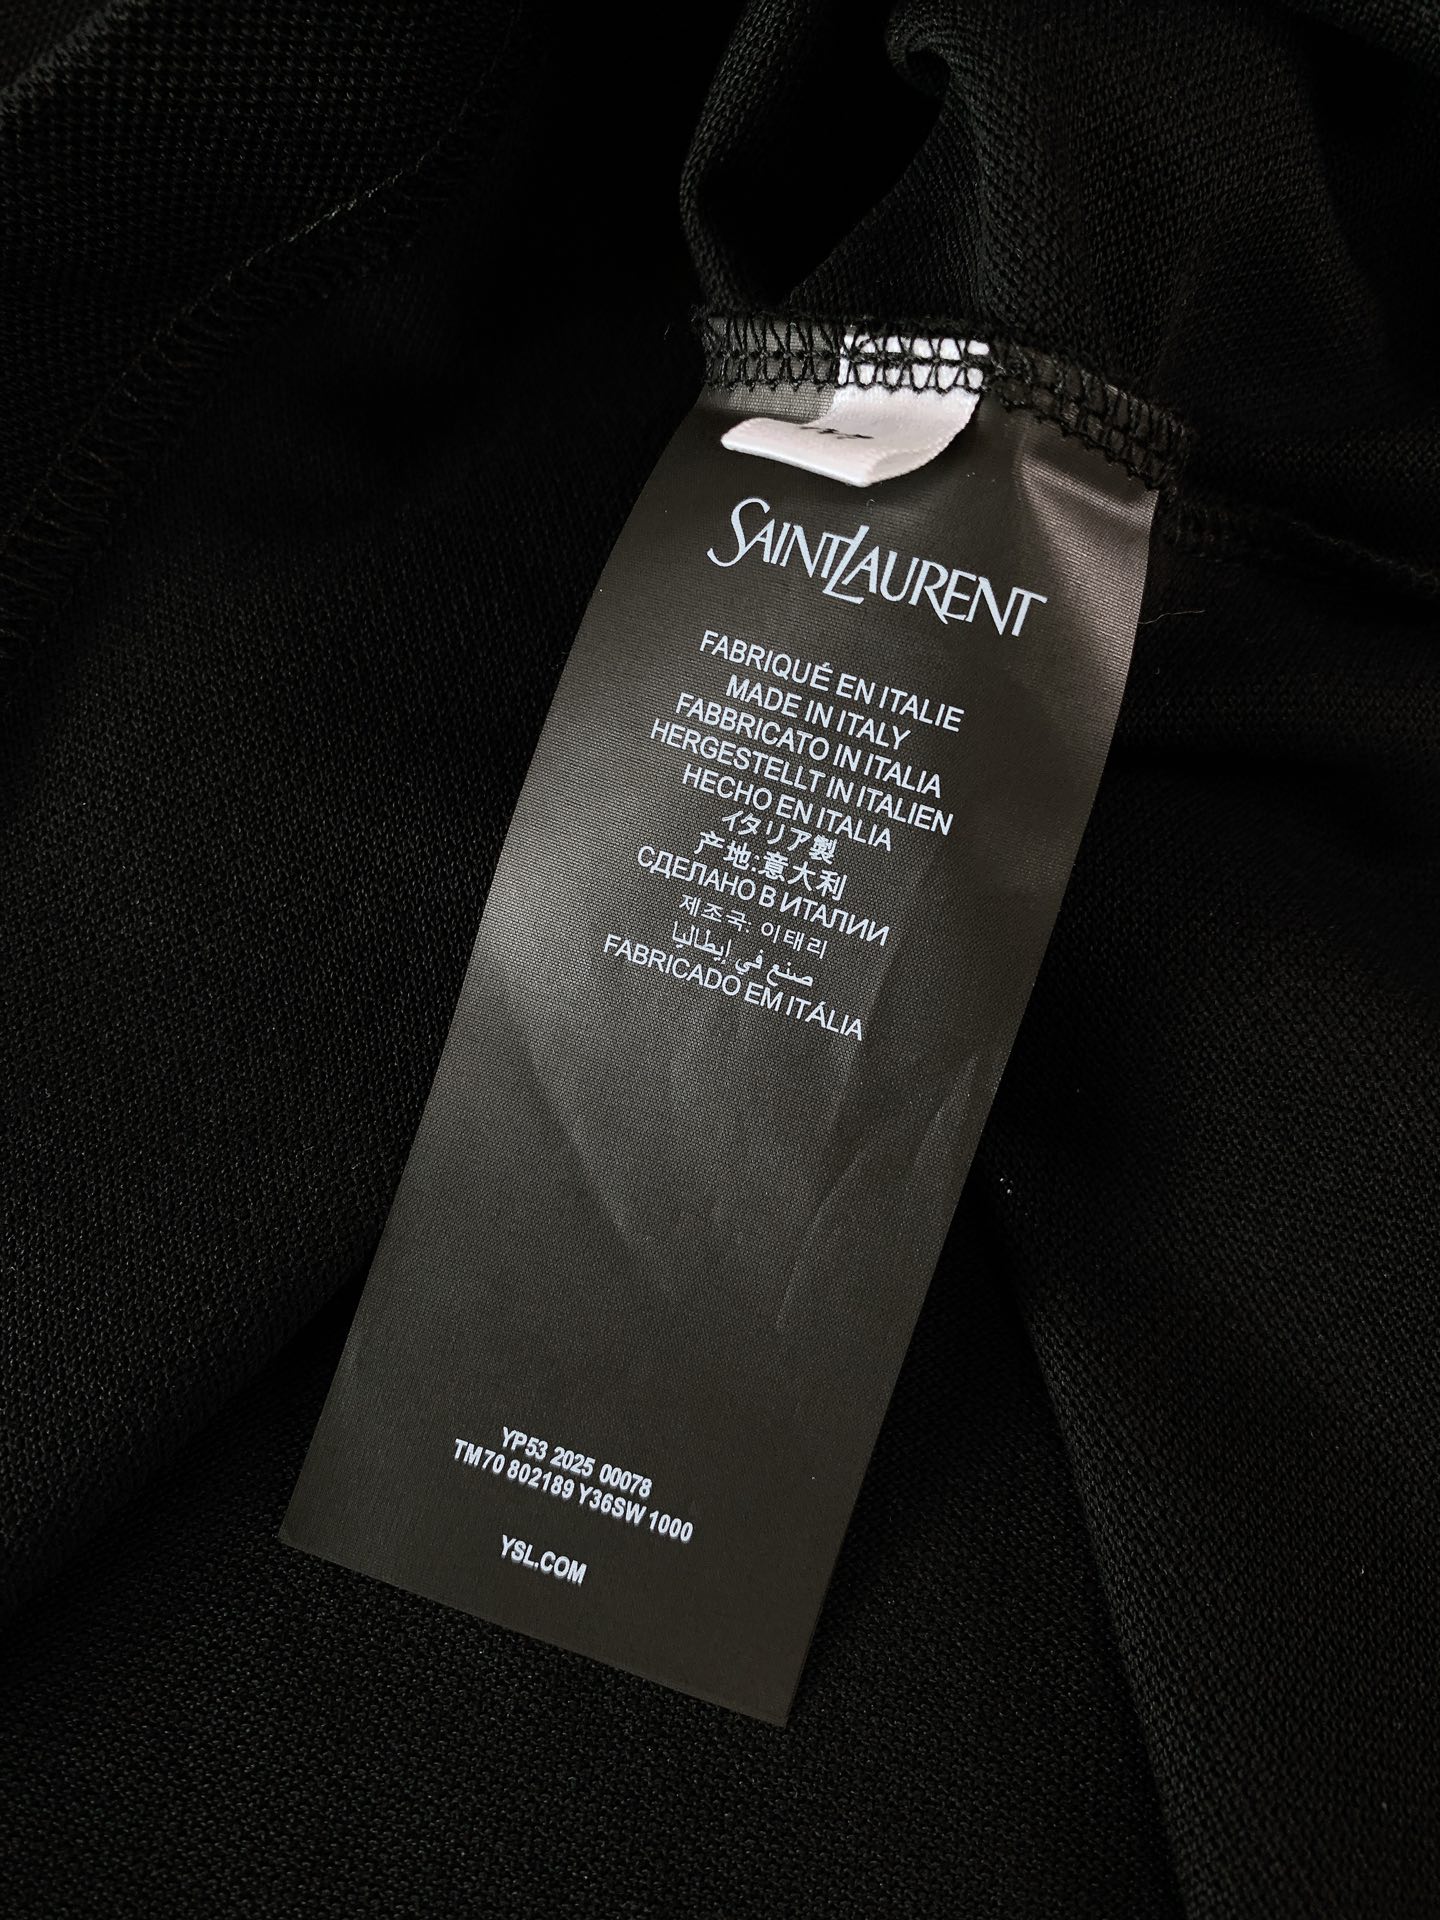 SAINT LAURENT
FABRIQUÉ EN ITALIE
MADE IN ITALY
FABBRICATO IN ITALIA
HERGESTELLT IN ITALIEN
HECHO EN ITALIA
イタリア製
产地:意大利
СДЕЛАНО В ИТАЛИИ
제조국: 이태리
صنع في إيطاليا
FABRICADO EM ITÁLIA
YP53 2025 00078
TM70 802189 Y36SW 1000
YSL.COM